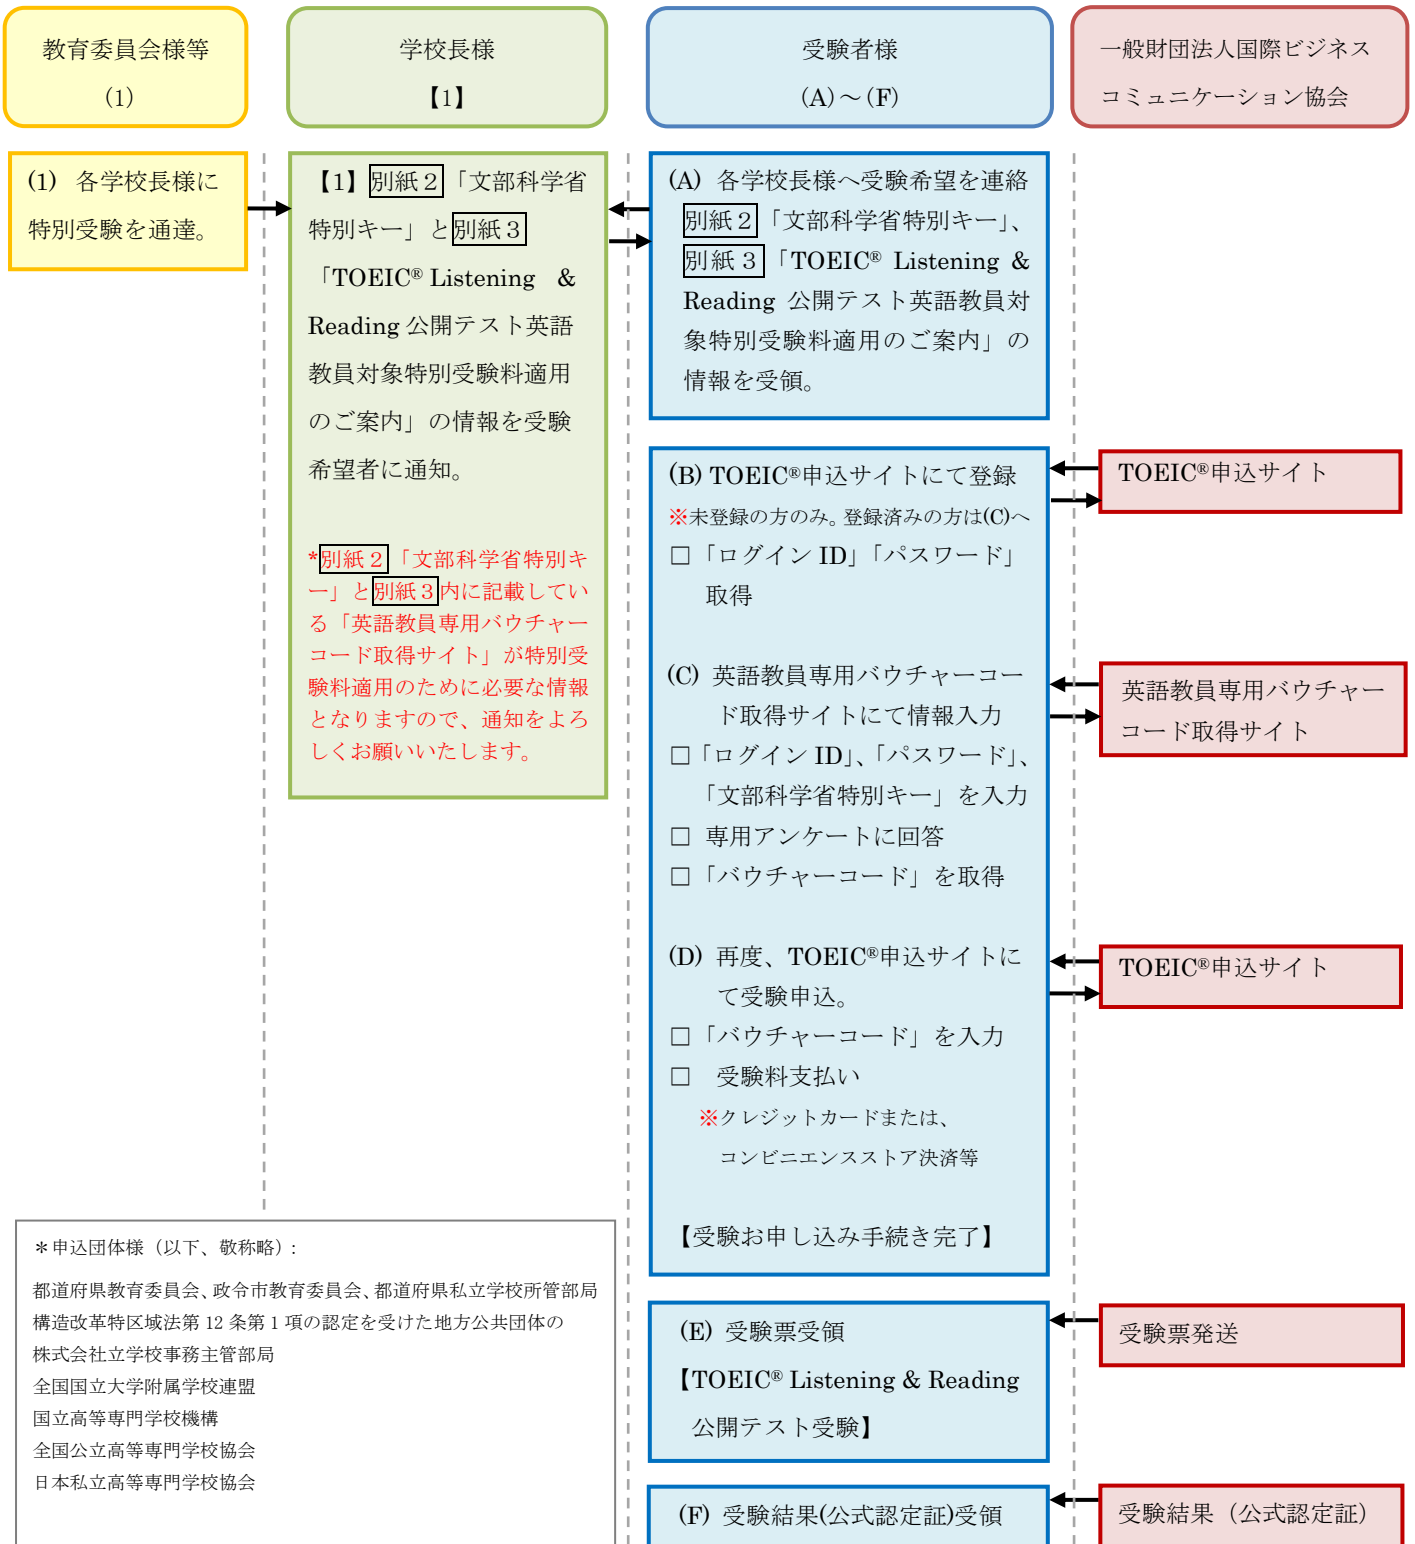 教育委員会様等
(1)
学校長様
【1】
受験者様
(A)～(F)
一般財団法人国際ビジネス
コミュニケーション協会
(1) 各学校長様に
特別受験を通達。
【1】別紙２「文部科学省
特別キー」と別紙３
「TOEIC® Listening &
Reading 公開テスト英語
教員対象特別受験料適用
のご案内」の情報を受験
希望者に通知。
*別紙２「文部科学省特別キ
ー」と別紙３内に記載してい
る「英語教員専用バウチャー
コード取得サイト」が特別受
験料適用のために必要な情報
となりますので、通知をよろ
しくお願いいたします。
(A) 各学校長様へ受験希望を連絡
別紙２「文部科学省特別キー」、
別紙３「TOEIC® Listening &
Reading 公開テスト英語教員対
象特別受験料適用のご案内」の
情報を受領。
(B) TOEIC®申込サイトにて登録
※未登録の方のみ。登録済みの方は(C)へ
□「ログイン ID」「パスワード」
取得
(C) 英語教員専用バウチャーコー
ド取得サイトにて情報入力
□「ログイン ID」、「パスワード」、
「文部科学省特別キー」を入力
□ 専用アンケートに回答
□「バウチャーコード」を取得
(D) 再度、TOEIC®申込サイトに
て受験申込。
□「バウチャーコード」を入力
□ 受験料支払い
※クレジットカードまたは、
コンビニエンスストア決済等
【受験お申し込み手続き完了】
(E) 受験票受領
【TOEIC® Listening & Reading
公開テスト受験】
(F) 受験結果(公式認定証)受領
TOEIC®申込サイト
英語教員専用バウチャー
コード取得サイト
TOEIC®申込サイト
受験票発送
受験結果（公式認定証）
＊申込団体様（以下、敬称略）:
都道府県教育委員会、政令市教育委員会、都道府県私立学校所管部局
構造改革特区域法第 12 条第 1 項の認定を受けた地方公共団体の
株式会社立学校事務主管部局
全国国立大学附属学校連盟
国立高等専門学校機構
全国公立高等専門学校協会
日本私立高等専門学校協会